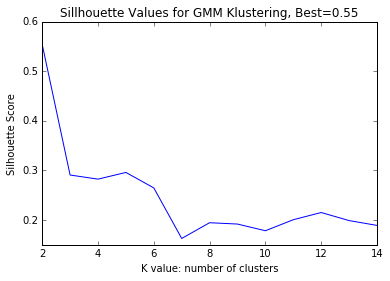 Sillhouette Values for GMM Klustering, Best=0.55
0.6
0.5
0.4
0.3
0.2
Silhouette Score
2 4 6 8 10 12 14
K value: number of clusters